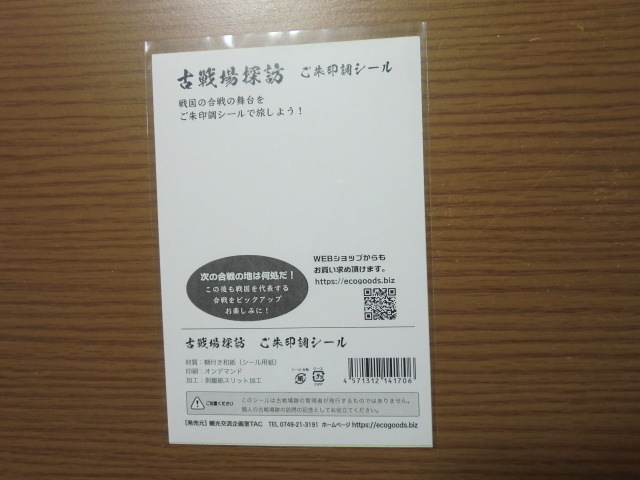 古戦場探訪 ご朱印調シール
戦国の合戦の舞台を
ご朱印調シールで旅しよう！
次の合戦の地は何処だ！
この後も戦国を代表する
合戦をピックアップ
お楽しみに！
WEBショップからも
お買い求め頂けます。
https://ecogoods.biz
古戦場探訪 ご朱印調シール
材質：糊付き和紙（シール用紙）
印刷：オンデマンド
加工：剥離紙スリット加工
4 571312 141706
ご注意ください
このシールは古戦場跡の管理者が発行するものではありません。
個人の古戦場跡の訪問の記念としてお役立てください。
【発売元】観光交流企画室TAC TEL 0749-21-3191 ホームページ https://ecogoods.biz